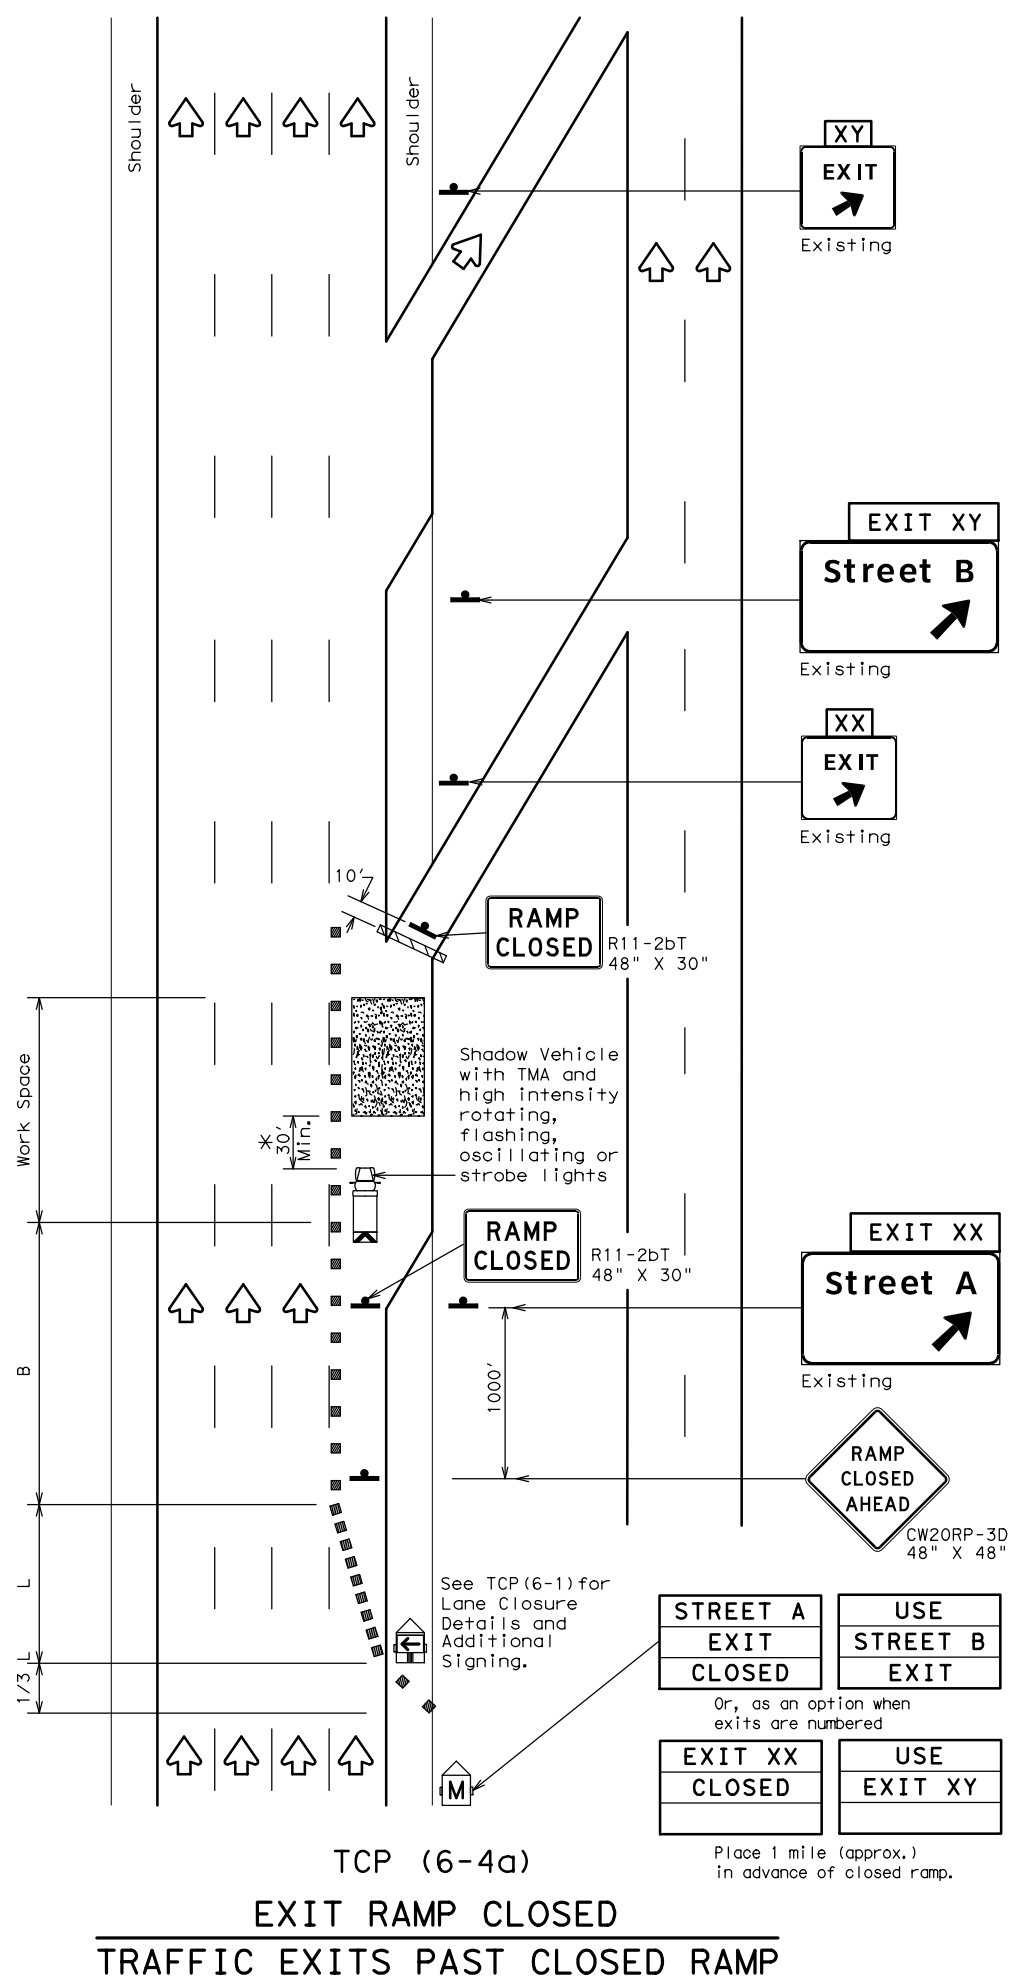 Shoulder
Shoulder
XY
EXIT
Existing
EXIT XY
Street B
Existing
XX
EXIT
Existing
10'
RAMP
CLOSED
R11-2bT
48" X 30"
Work Space
*
30'
Min.
Shadow Vehicle
with TMA and
high intensity
rotating,
flashing,
oscillating or
strobe lights
RAMP
CLOSED
R11-2bT
48" X 30"
EXIT XX
Street A
Existing
B
1000'
RAMP
CLOSED
AHEAD
CW20RP-3D
48" X 48"
L
1/3 L
See TCP(6-1)for
Lane Closure
Details and
Additional
Signing.
STREET A
EXIT
CLOSED
USE
STREET B
EXIT
Or, as an option when
exits are numbered
EXIT XX
CLOSED
USE
EXIT XY
M
Place 1 mile (approx.)
in advance of closed ramp.
TCP (6-4a)
EXIT RAMP CLOSED
TRAFFIC EXITS PAST CLOSED RAMP